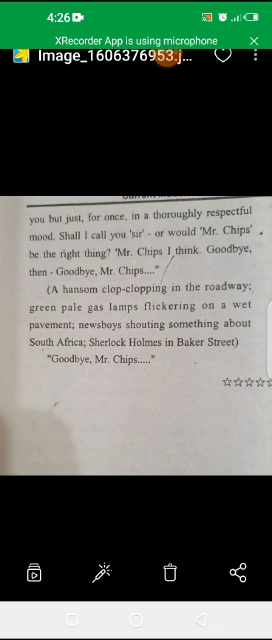 4:26
XRecorder App is using microphone
Image_1606376953.j...
you but just, for once, in a thoroughly respectful
mood. Shall I call you 'sir' - or would 'Mr. Chips'
be the right thing? 'Mr. Chips I think. Goodbye,
then - Goodbye, Mr. Chips...."
(A hansom clop-clopping in the roadway;
green pale gas lamps flickering on a wet
pavement; newsboys shouting something about
South Africa; Sherlock Holmes in Baker Street)
"Goodbye, Mr. Chips....."
☆☆☆☆☆